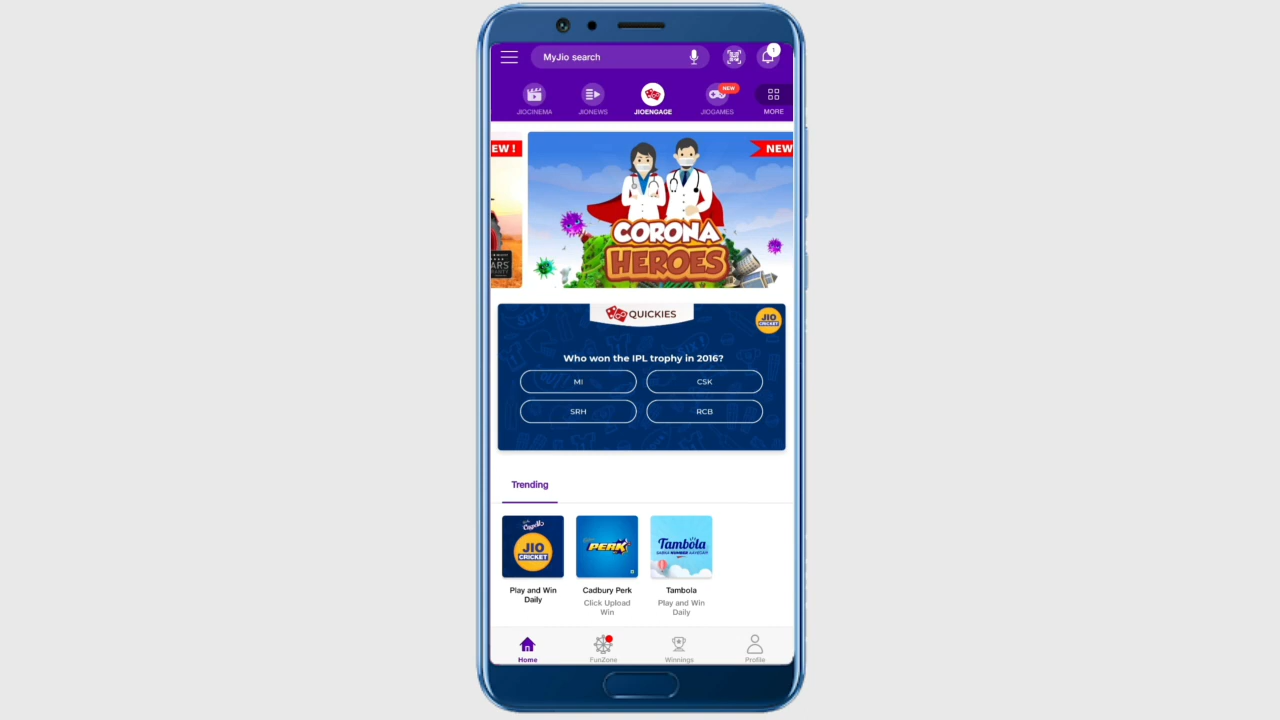 MyJio search
1
NEW
JIOCINEMA
JIONEWS
JIOENGAGE
JIOGAMES
MORE
EW !
NEW
CORONA
HEROES
QUICKIES
JIO
CRICKET
Who won the IPL trophy in 2016?
MI
CSK
SRH
RCB
Trending
JIO
CRICKET
PERK
Tambola
Play and Win
Daily
Cadbury Perk
Click Upload
Win
Tambola
Play and Win
Daily
Home
FunZone
Winnings
Profile